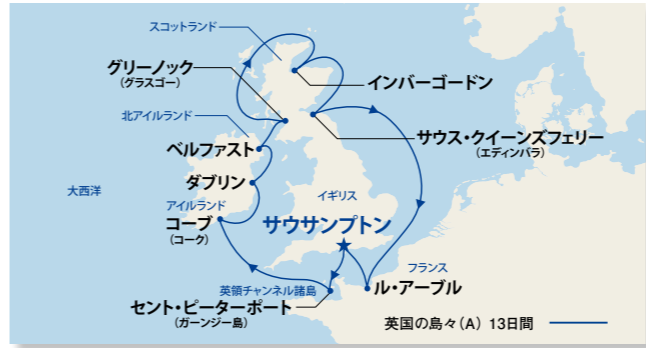 スコットランド
グリーノック
(グラスゴー)
インバーゴードン
北アイルランド
サウス・クイーンズフェリー
(エディンバラ)
ベルファスト
ダブリン
大西洋
イギリス
アイルランド
コーブ
(コーク)
サウサンプトン
フランス
英領チャンネル諸島
ル・アーブル
セント・ピーターポート
(ガーンジー島)
英国の島々(A) 13日間